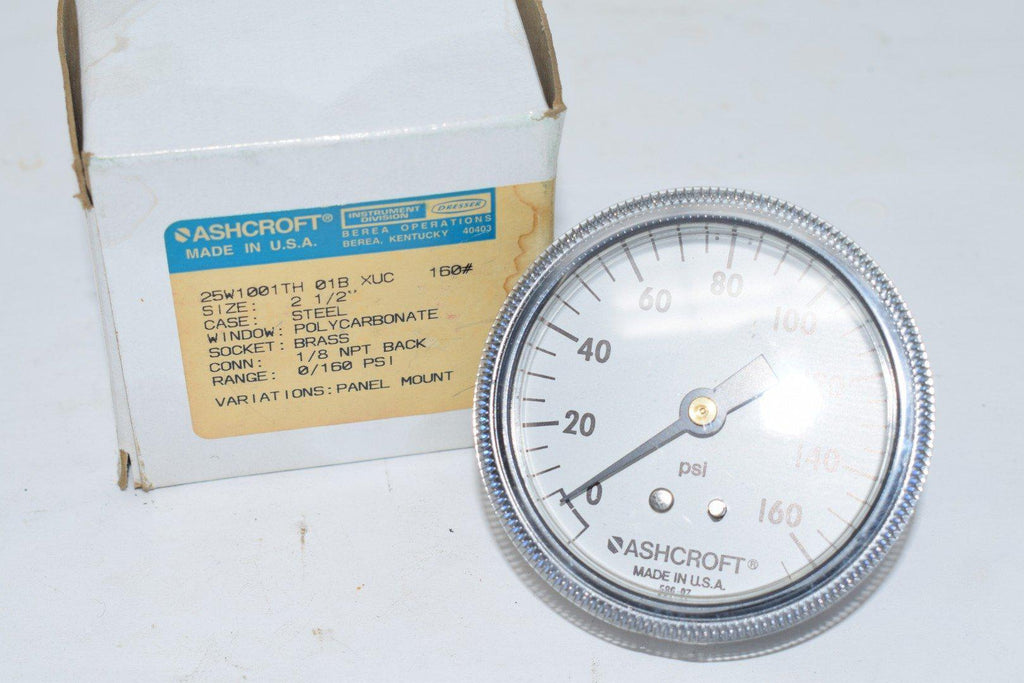 ASHCROFT®
MADE IN U.S.A.
INSTRUMENT DIVISION
DRESSER
BEREA OPERATIONS
BEREA, KENTUCKY 40403
25W1001TH 01B XUC 160#
SIZE: 2 1/2"
CASE: STEEL
WINDOW: POLYCARBONATE
SOCKET: BRASS
CONN: 1/8 NPT BACK
RANGE: 0/160 PSI
VARIATIONS: PANEL MOUNT
0
20
40
60
80
100
140
160
psi
ASHCROFT®
MADE IN U.S.A.